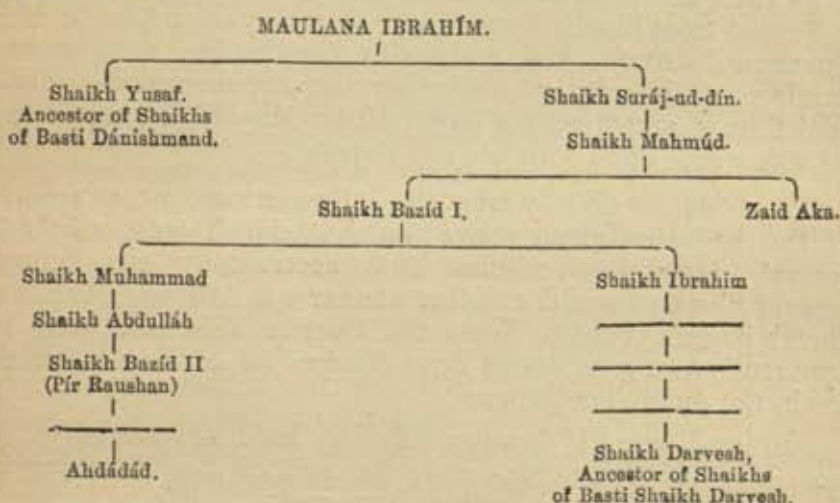 MAULANA IBRAHÍM.
Shaikh Yusaf.
Ancestor of Shaikhs
of Basti Dánishmand.
Shaikh Suráj-ud-dín.
Shaikh Mahmúd.
Shaikh Bazíd I.
Zaid Aka.
Shaikh Muhammad
Shaikh Abdulláh
Shaikh Bazíd II
(Pír Raushan)
Ahdádád.
Shaikh Ibrahim
Shaikh Darvesh,
Ancestor of Shaikhs
of Basti Shaikh Darvesh.